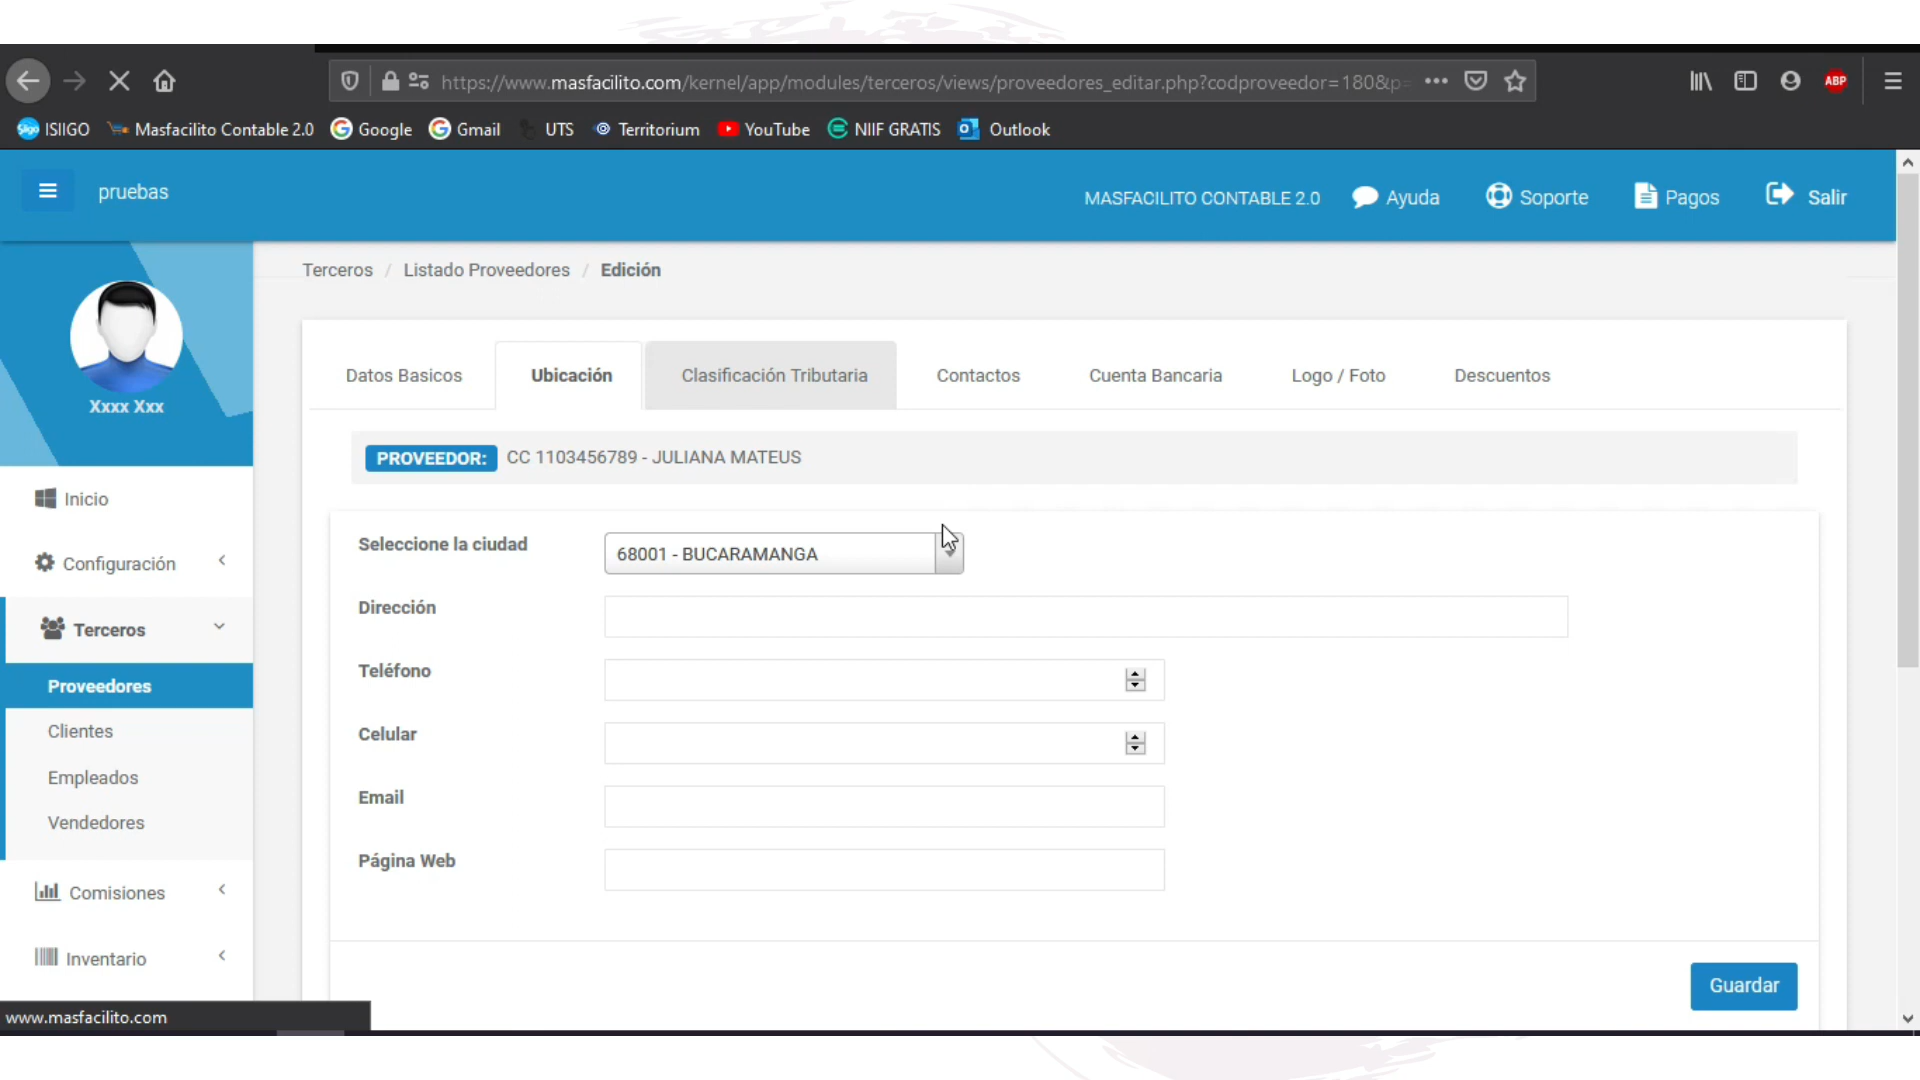 https://www.masfacilito.com/kernel/app/modules/terceros/views/proveedores_editar.php?codproveedor=180&p=
ABP
ISIIGO
Masfacilito Contable 2.0
Google
Gmail
UTS
Territorium
YouTube
NIIF GRATIS
Outlook
pruebas
MASFACILITO CONTABLE 2.0
Ayuda
Soporte
Pagos
Salir
Terceros / Listado Proveedores / Edición
Xxxx Xxx
Datos Basicos
Ubicación
Clasificación Tributaria
Contactos
Cuenta Bancaria
Logo / Foto
Descuentos
PROVEEDOR: CC 1103456789 - JULIANA MATEUS
Inicio
Configuración
Terceros
Proveedores
Clientes
Empleados
Vendedores
Comisiones
Inventario
Seleccione la ciudad
68001 - BUCARAMANGA
Dirección
Teléfono
Celular
Email
Página Web
Guardar
www.masfacilito.com